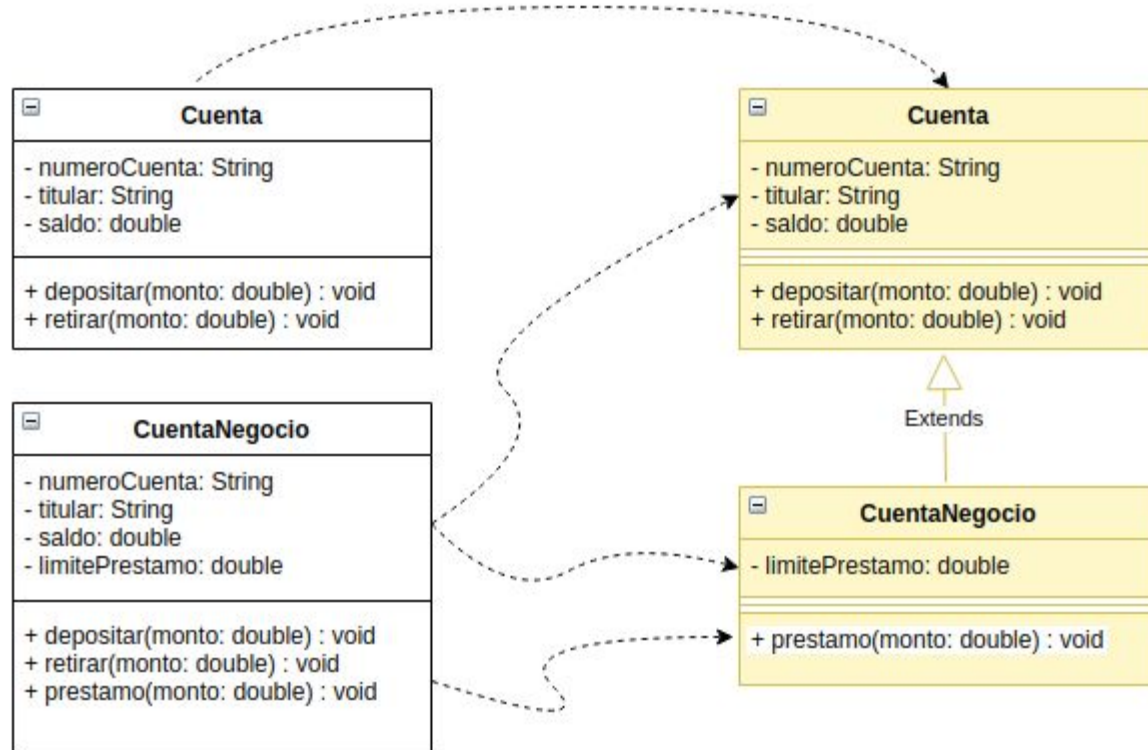 Cuenta
- numeroCuenta: String
- titular: String
- saldo: double
+ depositar(monto: double) : void
+ retirar(monto: double) : void
CuentaNegocio
- numeroCuenta: String
- titular: String
- saldo: double
- limitePrestamo: double
+ depositar(monto: double) : void
+ retirar(monto: double) : void
+ prestamo(monto: double) : void
Cuenta
- numeroCuenta: String
- titular: String
- saldo: double
+ depositar(monto: double) : void
+ retirar(monto: double) : void
Extends
CuentaNegocio
- limitePrestamo: double
+ prestamo(monto: double) : void